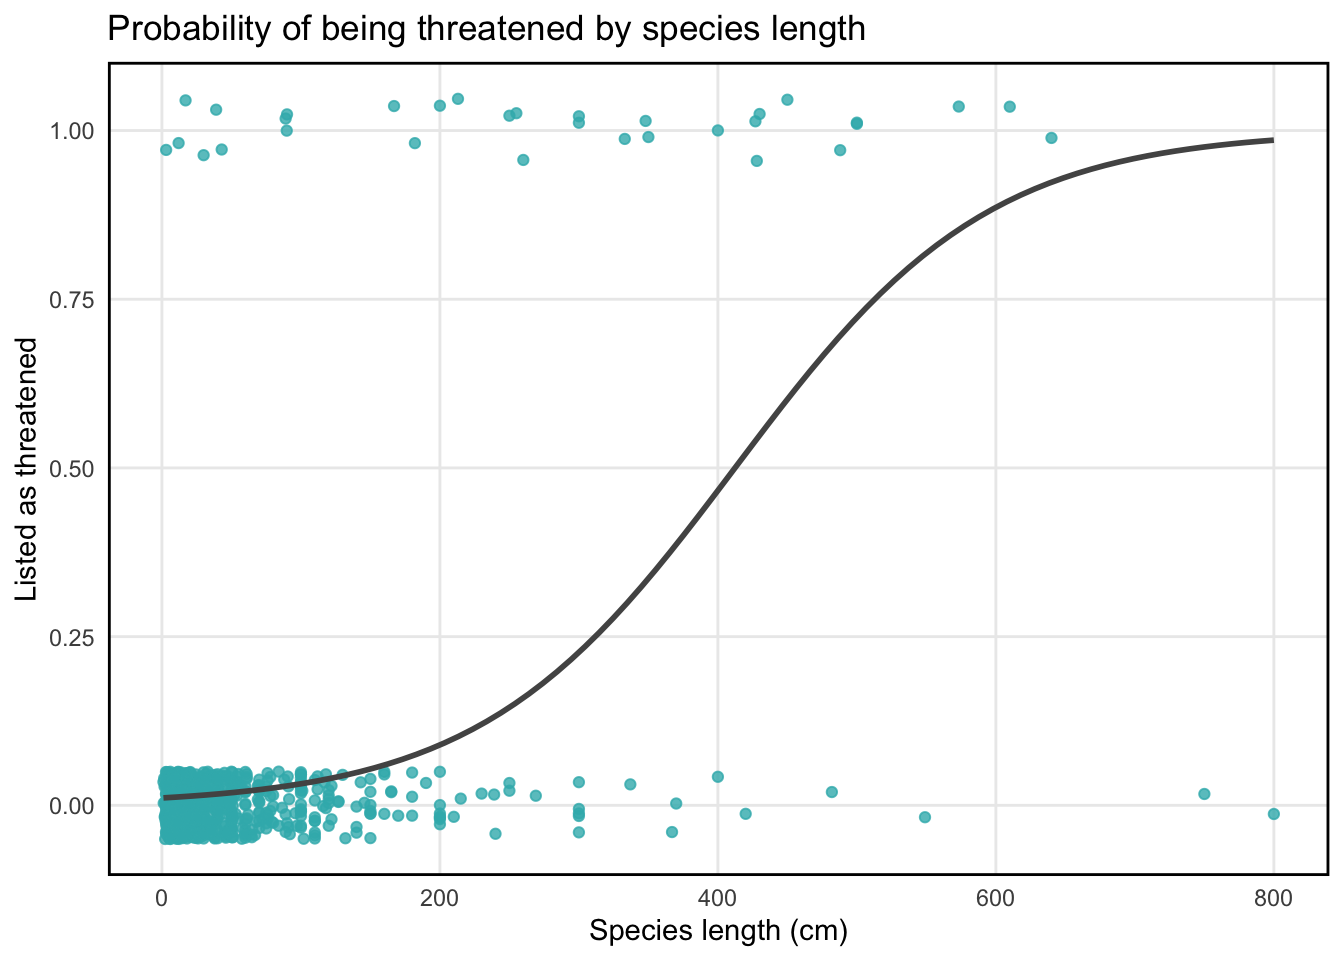 Probability of being threatened by species length
Listed as threatened
1.00
0.75
0.50
0.25
0.00
0 200 400 600 800
Species length (cm)